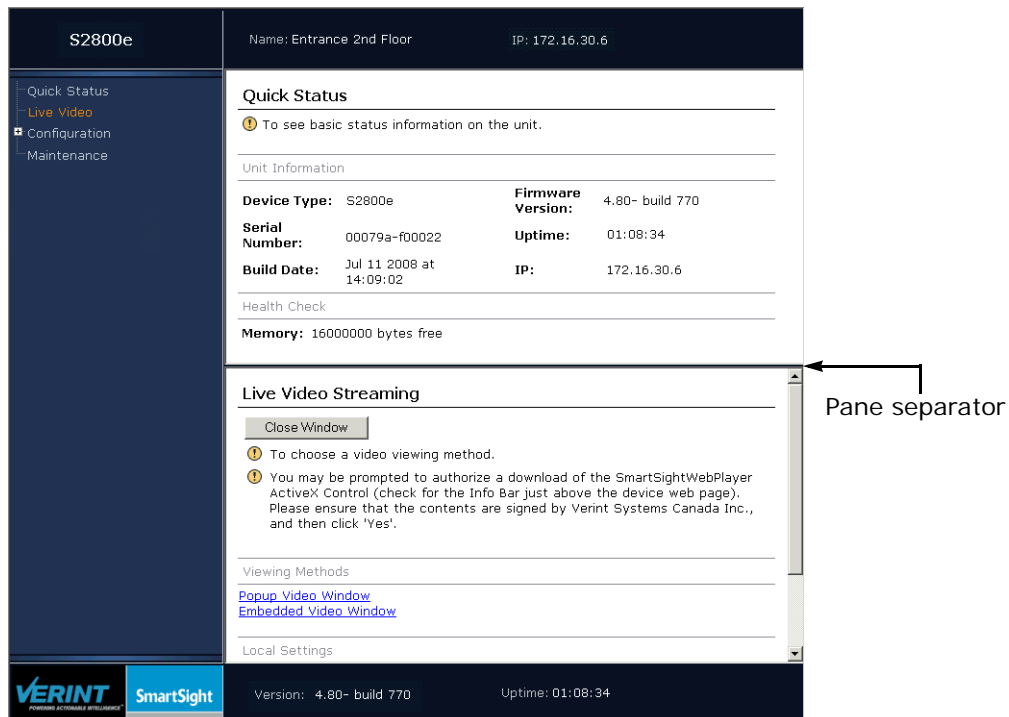 S2800e
Name: Entrance 2nd Floor
IP: 172.16.30.6
Quick Status
Live Video
Configuration
Maintenance
Quick Status
To see basic status information on the unit.
Unit Information
Device Type: S2800e
Firmware Version: 4.80- build 770
Serial Number: 00079a-f00022
Uptime: 01:08:34
Build Date: Jul 11 2008 at 14:09:02
IP: 172.16.30.6
Health Check
Memory: 16000000 bytes free
Pane separator
Live Video Streaming
Close Window
To choose a video viewing method.
You may be prompted to authorize a download of the SmartSightWebPlayer
ActiveX Control (check for the Info Bar just above the device web page).
Please ensure that the contents are signed by Verint Systems Canada Inc.,
and then click 'Yes'.
Viewing Methods
Popup Video Window
Embedded Video Window
Local Settings
VERINT
POWERING ACTIONABLE INTELLIGENCE
SmartSight
Version: 4.80- build 770
Uptime: 01:08:34